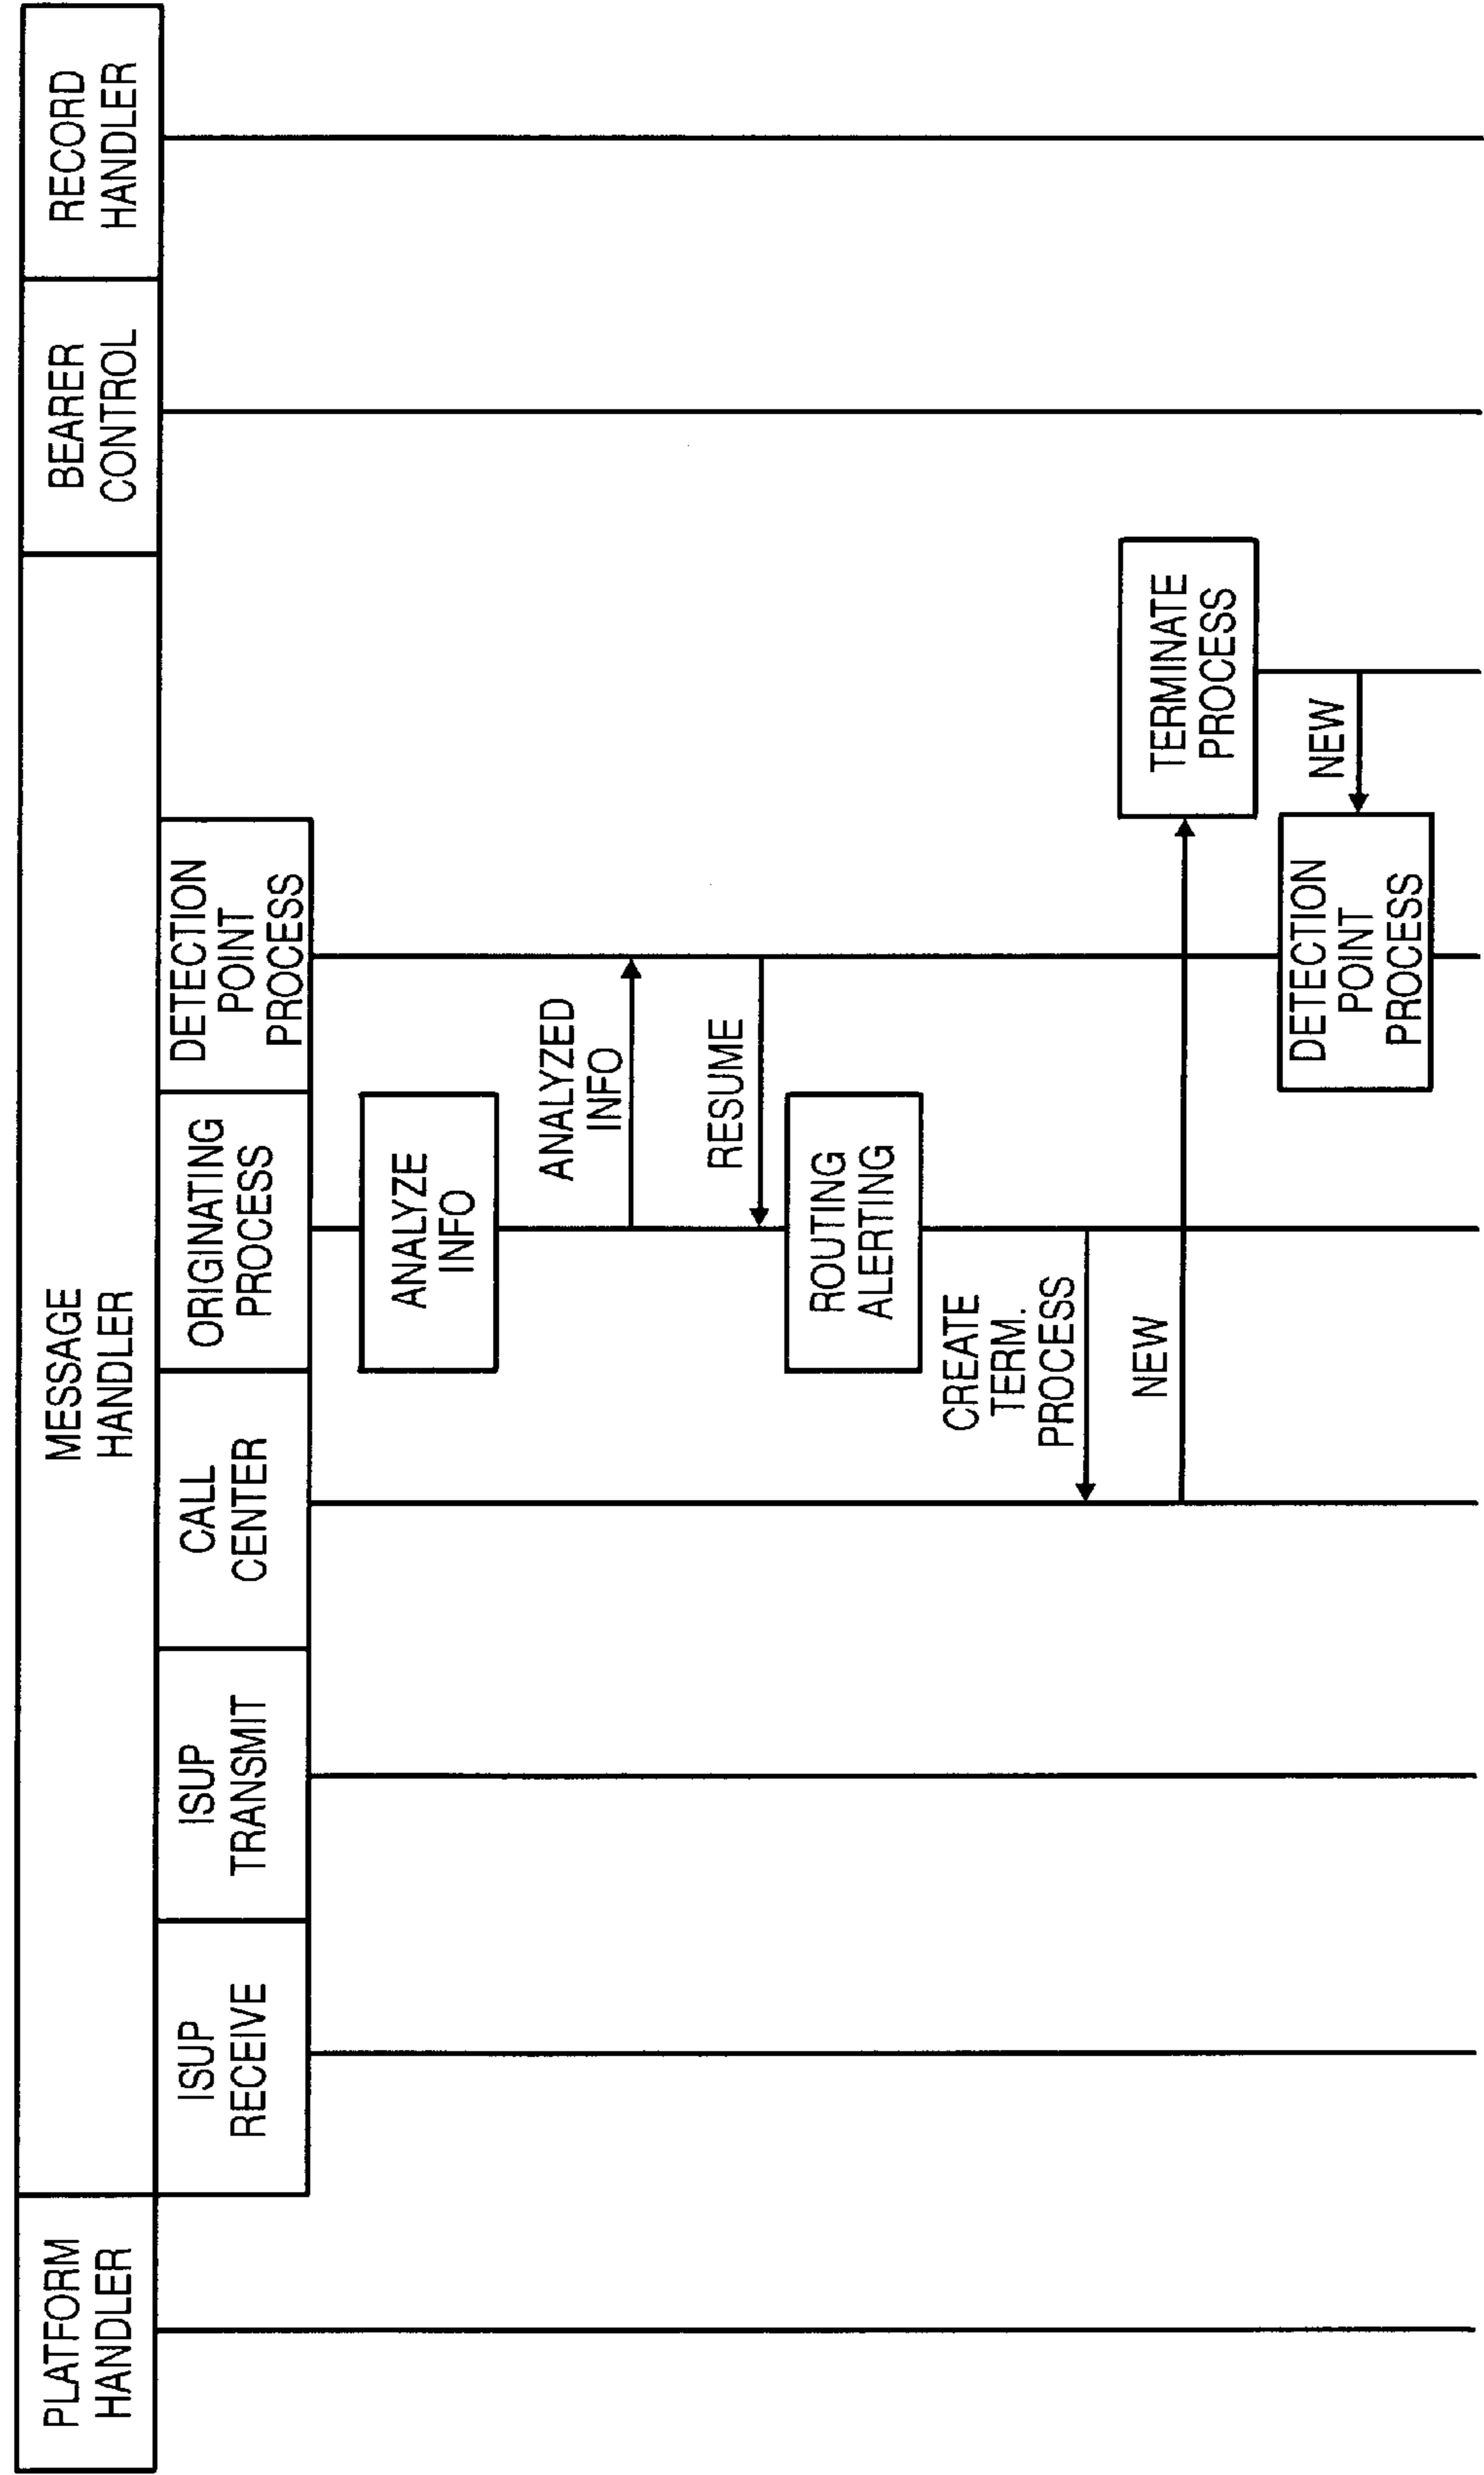 PLATFORM
HANDLER
MESSAGE
HANDLER
BEARER
CONTROL
RECORD
HANDLER
ISUP
RECEIVE
ISUP
TRANSMIT
CALL
CENTER
ORIGINATING
PROCESS
DETECTION
POINT
PROCESS
ANALYZE
INFO
ANALYZED
INFO
RESUME
ROUTING
ALERTING
CREATE
TERM.
PROCESS
NEW
TERMINATE
PROCESS
NEW
DETECTION
POINT
PROCESS